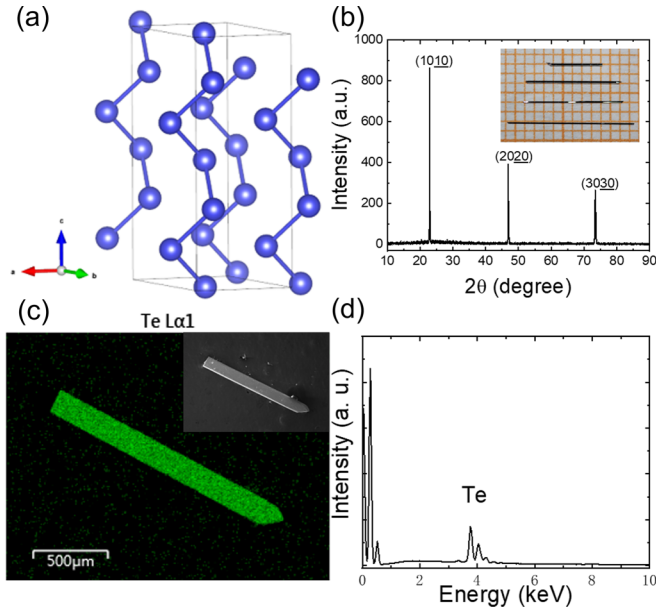 (a)
c
a
b
(b)
Intensity (a.u.)
1000
800
600
400
200
0
(1010)
(2020)
(3030)
10 20 30 40 50 60 70 80 90
2θ (degree)
(c)
Te Lα1
500µm
(d)
Intensity (a. u.)
Te
0 2 4 6 8 10
Energy (keV)